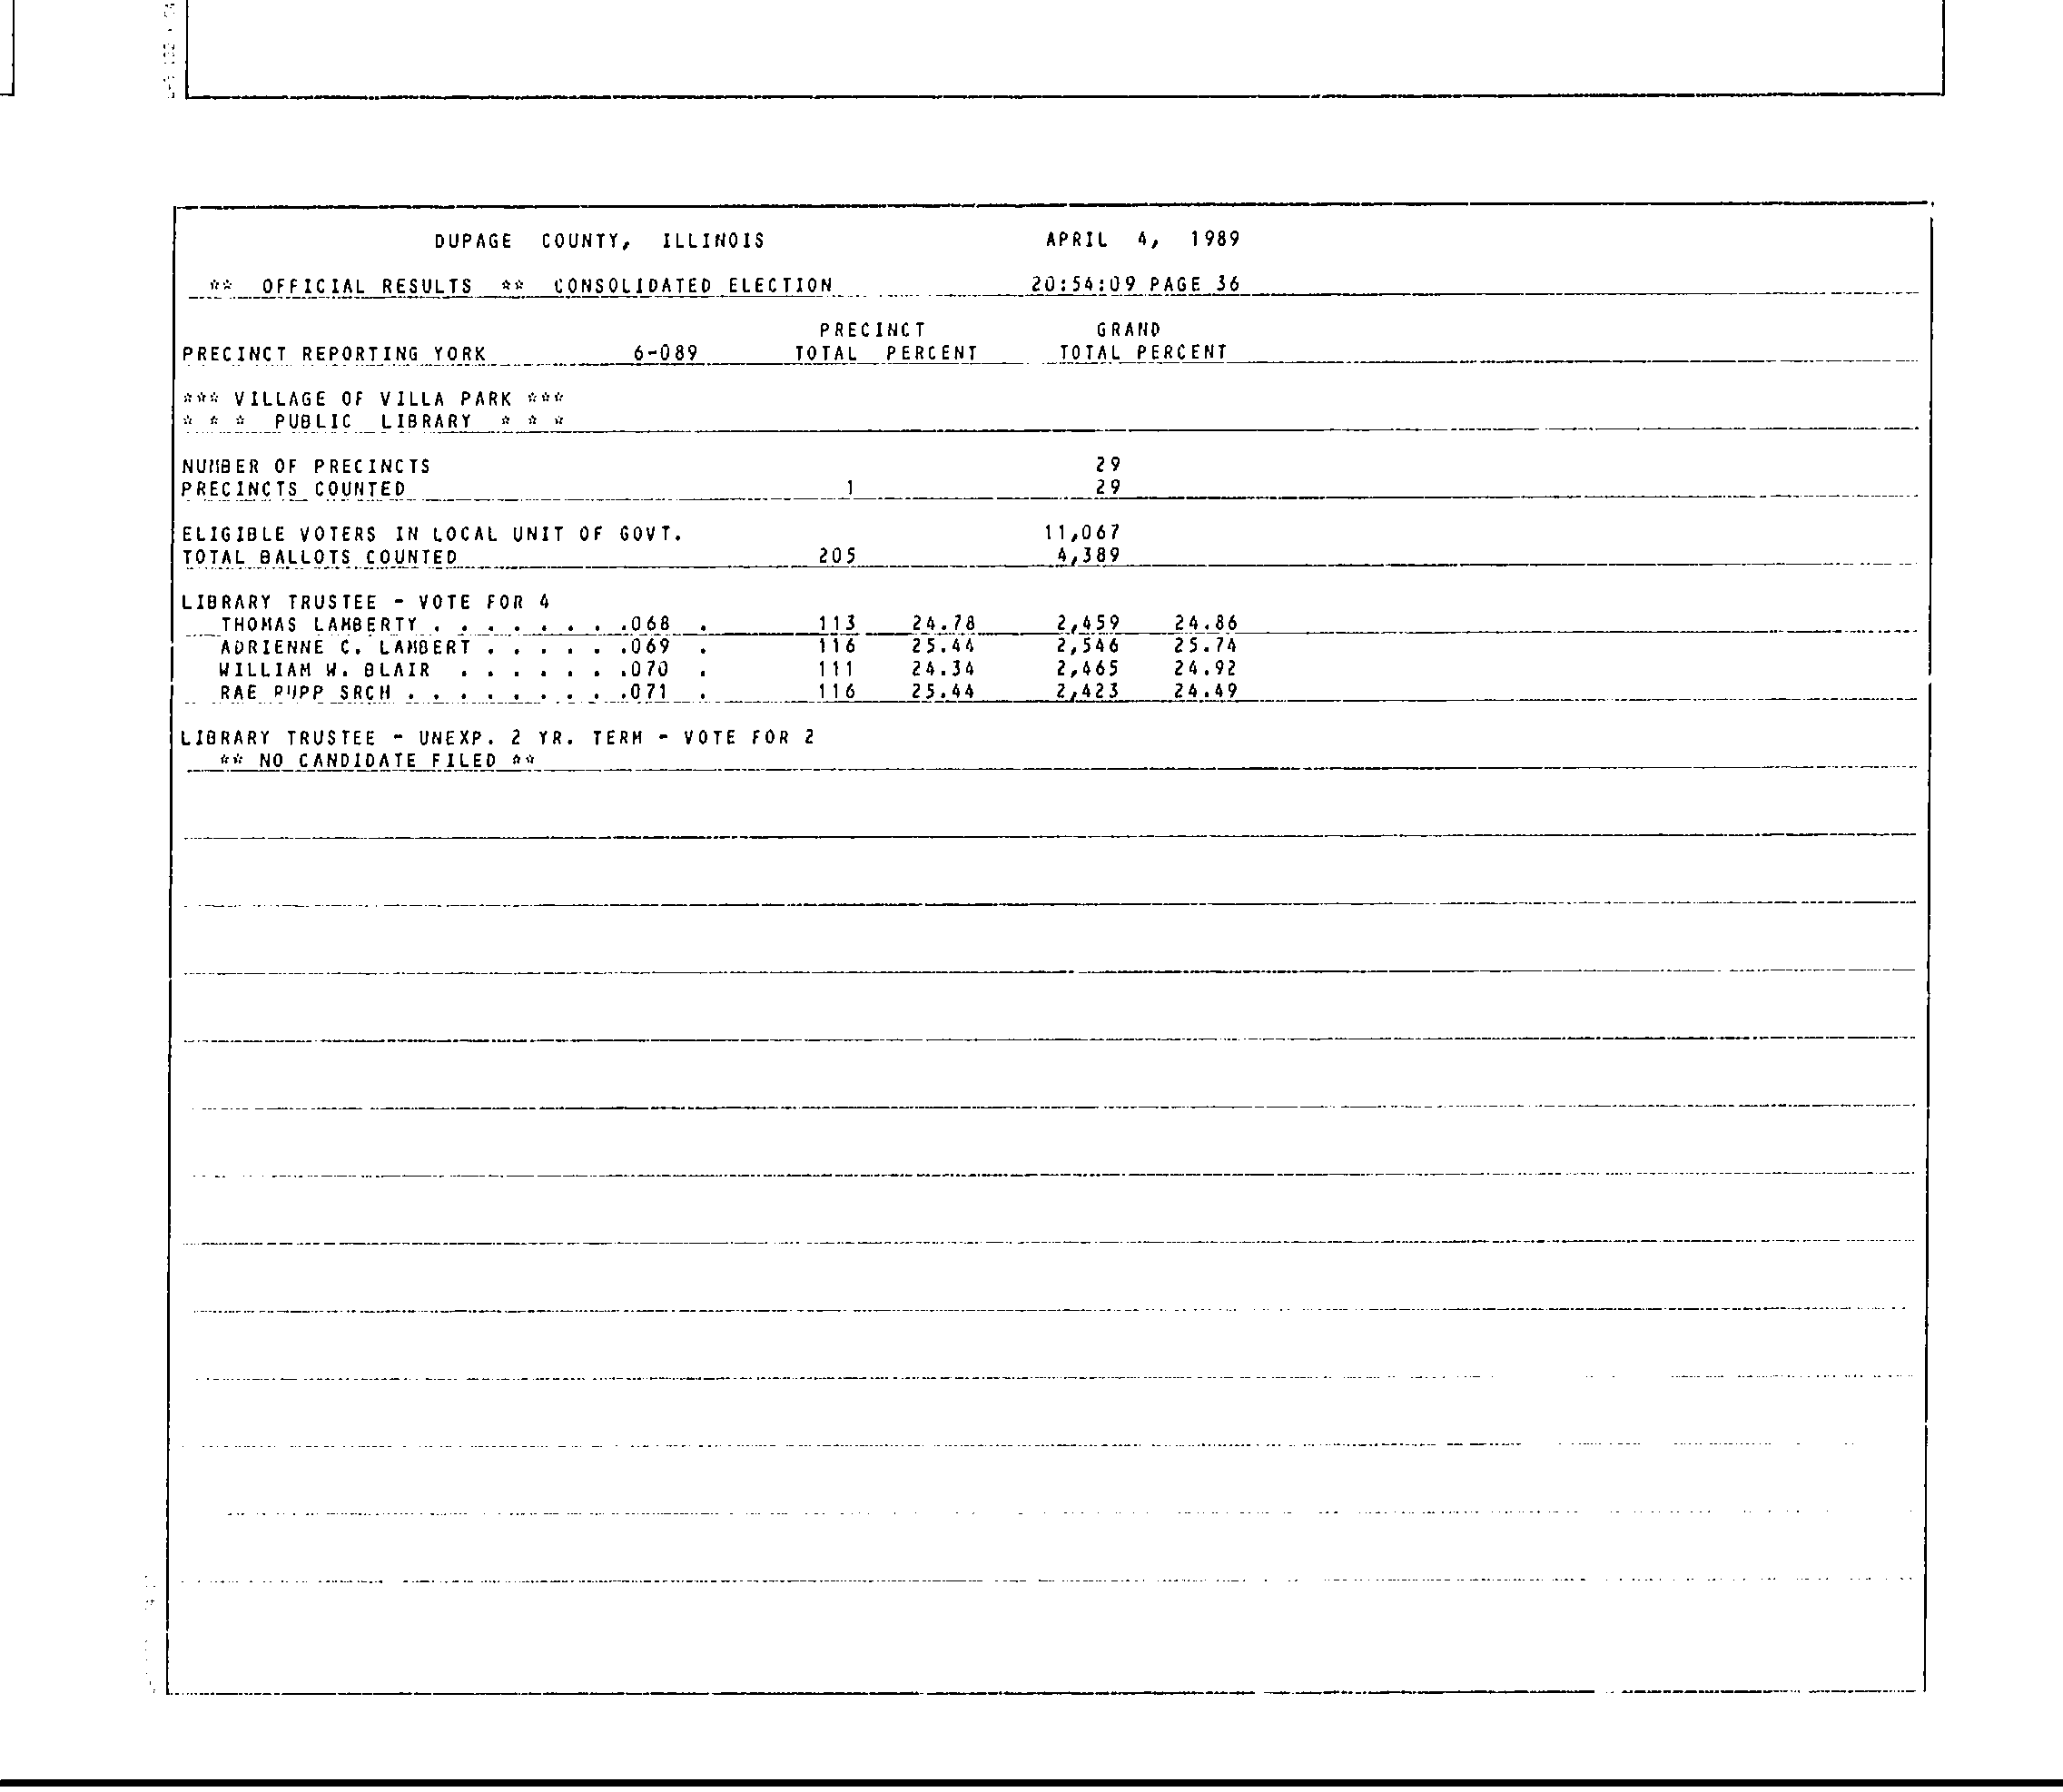 DUPAGE COUNTY, ILLINOIS APRIL 4, 1989
** OFFICIAL RESULTS ** CONSOLIDATED ELECTION 20:54:09 PAGE 36
PRECINCT GRAND
PRECINCT REPORTING YORK 6-089 TOTAL PERCENT TOTAL PERCENT
*** VILLAGE OF VILLA PARK ***
* * * PUBLIC LIBRARY * * *
NUMBER OF PRECINCTS 29
PRECINCTS COUNTED 1 29
ELIGIBLE VOTERS IN LOCAL UNIT OF GOVT. 11,067
TOTAL BALLOTS COUNTED 205 4,389
LIBRARY TRUSTEE - VOTE FOR 4
THOMAS LAMBERTY . . . . . . . .068 . 113 24.78 2,459 24.86
ADRIENNE C. LAMBERT . . . . . .069 . 116 25.44 2,546 25.74
WILLIAM W. BLAIR . . . . . . .070 . 111 24.34 2,465 24.92
RAE RUPP SRCH . . . . . . . . .071 . 116 25.44 2,423 24.49
LIBRARY TRUSTEE - UNEXP. 2 YR. TERM - VOTE FOR 2
** NO CANDIDATE FILED **